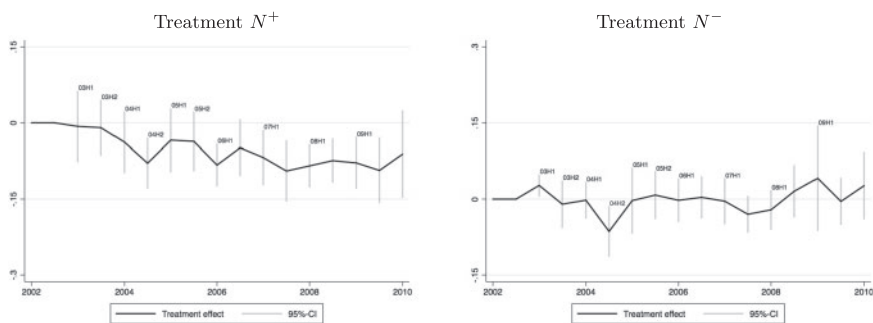 Treatment N⁺
.15
0
-.15
-.3
03H1
03H2
04H1
04H2
05H1
05H2
06H1
07H1
08H1
09H1
2002 2004 2006 2008 2010
Treatment effect 95%-CI
Treatment N⁻
.3
.15
0
-.15
03H1
03H2
04H1
04H2
05H1
05H2
06H1
07H1
08H1
09H1
2002 2004 2006 2008 2010
Treatment effect 95%-CI